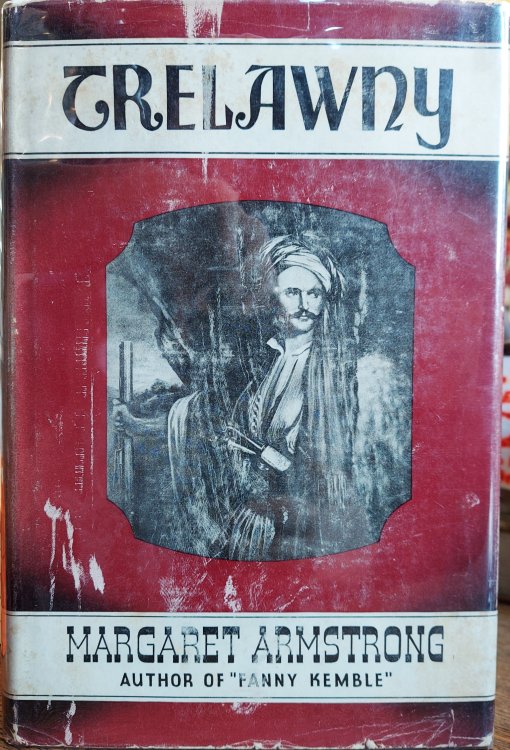 TRELAWNY
MARGARET ARMSTRONG
AUTHOR OF "FANNY KEMBLE"